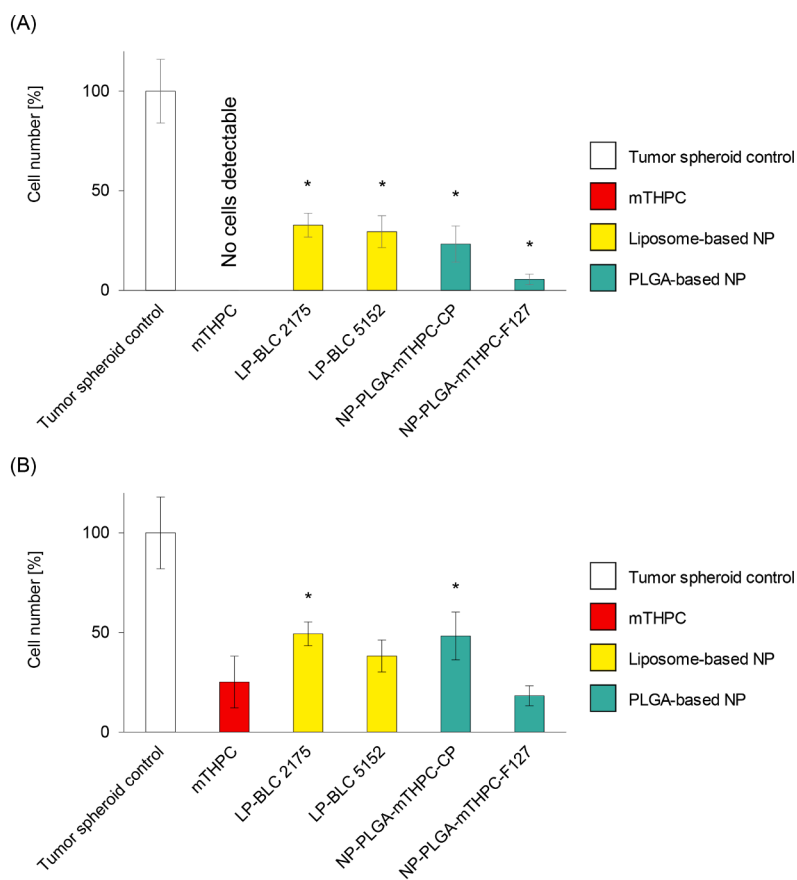 (A)
Cell number [%]
100
50
0
No cells detectable
*
*
*
*
Tumor spheroid control
mTHPC
LP-BLC 2175
LP-BLC 5152
NP-PLGA-mTHPC-CP
NP-PLGA-mTHPC-F127
Tumor spheroid control
mTHPC
Liposome-based NP
PLGA-based NP
(B)
Cell number [%]
100
50
0
*
*
Tumor spheroid control
mTHPC
LP-BLC 2175
LP-BLC 5152
NP-PLGA-mTHPC-CP
NP-PLGA-mTHPC-F127
Tumor spheroid control
mTHPC
Liposome-based NP
PLGA-based NP